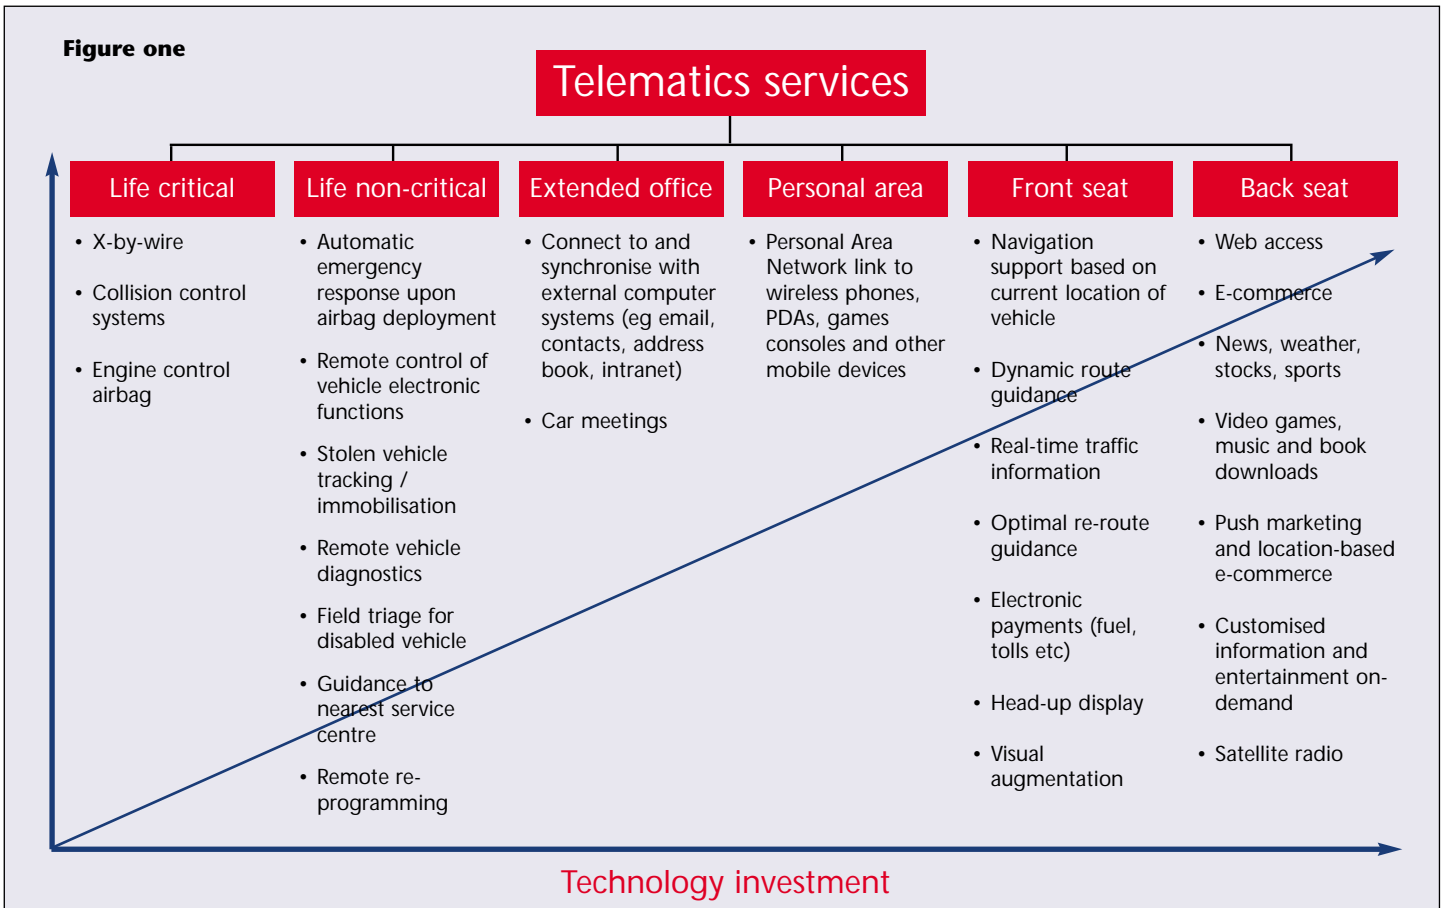 Figure one
Telematics services
Life critical
• X-by-wire
• Collision control
systems
• Engine control
airbag
Life non-critical
• Automatic
emergency
response upon
airbag deployment
• Remote control of
vehicle electronic
functions
• Stolen vehicle
tracking /
immobilisation
• Remote vehicle
diagnostics
• Field triage for
disabled vehicle
• Guidance to
nearest service
centre
• Remote re-
programming
Extended office
• Connect to and
synchronise with
external computer
systems (eg email,
contacts, address
book, intranet)
• Car meetings
Personal area
• Personal Area
Network link to
wireless phones,
PDAs, games
consoles and other
mobile devices
Front seat
• Navigation
support based on
current location of
vehicle
• Dynamic route
guidance
• Real-time traffic
information
• Optimal re-route
guidance
• Electronic
payments (fuel,
tolls etc)
• Head-up display
• Visual
augmentation
Back seat
• Web access
• E-commerce
• News, weather,
stocks, sports
• Video games,
music and book
downloads
• Push marketing
and location-based
e-commerce
• Customised
information and
entertainment on-
demand
• Satellite radio
Technology investment